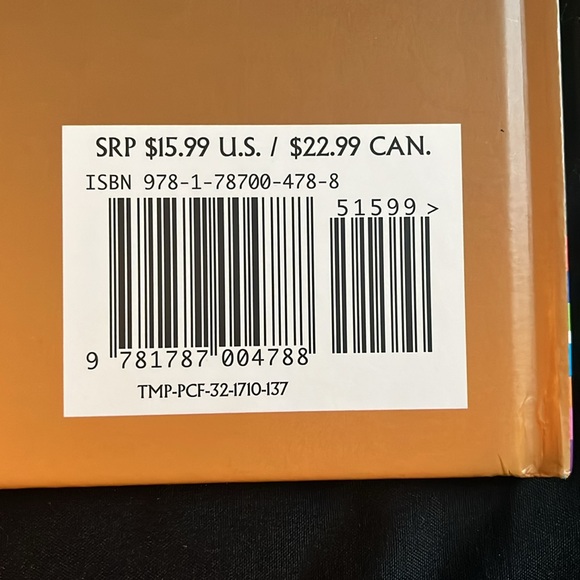 SRP $15.99 U.S. / $22.99 CAN.
ISBN 978-1-78700-478-8
51599 >
9 781787 004788
TMP-PCF-32-1710-137